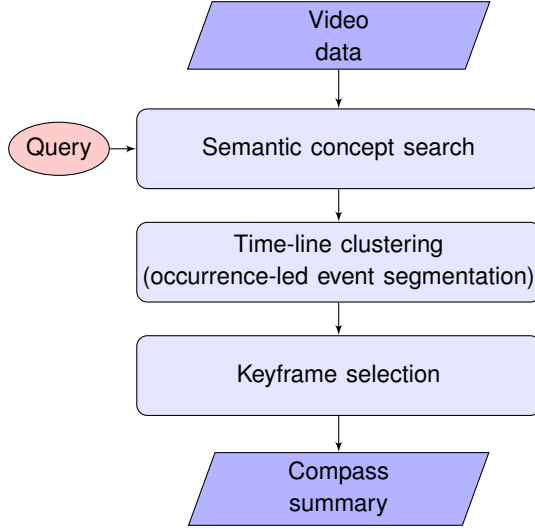 Video
data
Query
Semantic concept search
Time-line clustering
(occurrence-led event segmentation)
Keyframe selection
Compass
summary